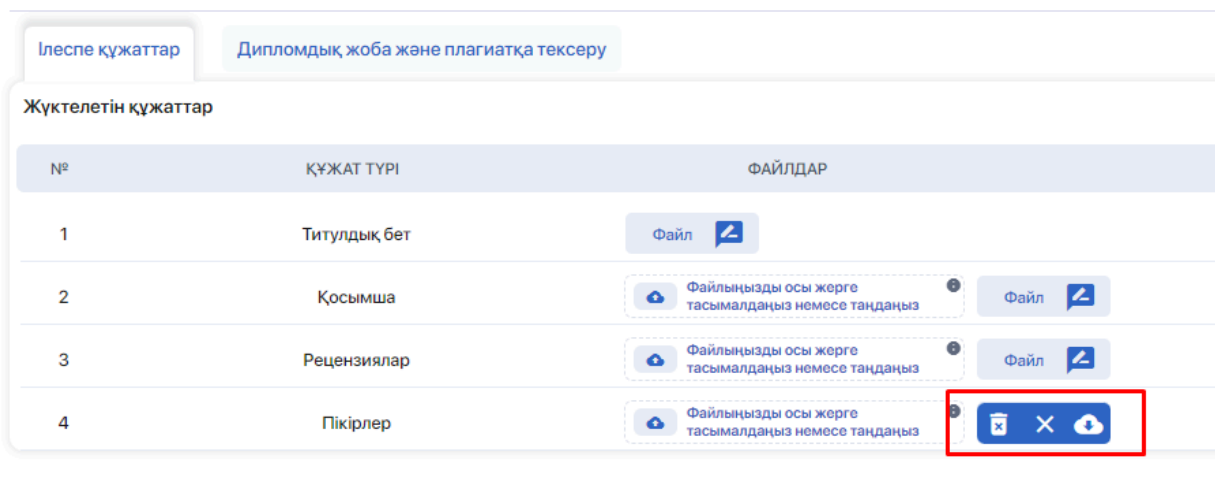 Ілеспе құжаттар Дипломдық жоба және плагиатқа тексеру
Жүктелетін құжаттар
№ ҚҰЖАТ ТҮРІ ФАЙЛДАР
1 Титулдық бет Файл
2 Қосымша Файлыңызды осы жерге
тасымалдаңыз немесе таңдаңыз Файл
3 Рецензиялар Файлыңызды осы жерге
тасымалдаңыз немесе таңдаңыз Файл
4 Пікірлер Файлыңызды осы жерге
тасымалдаңыз немесе таңдаңыз